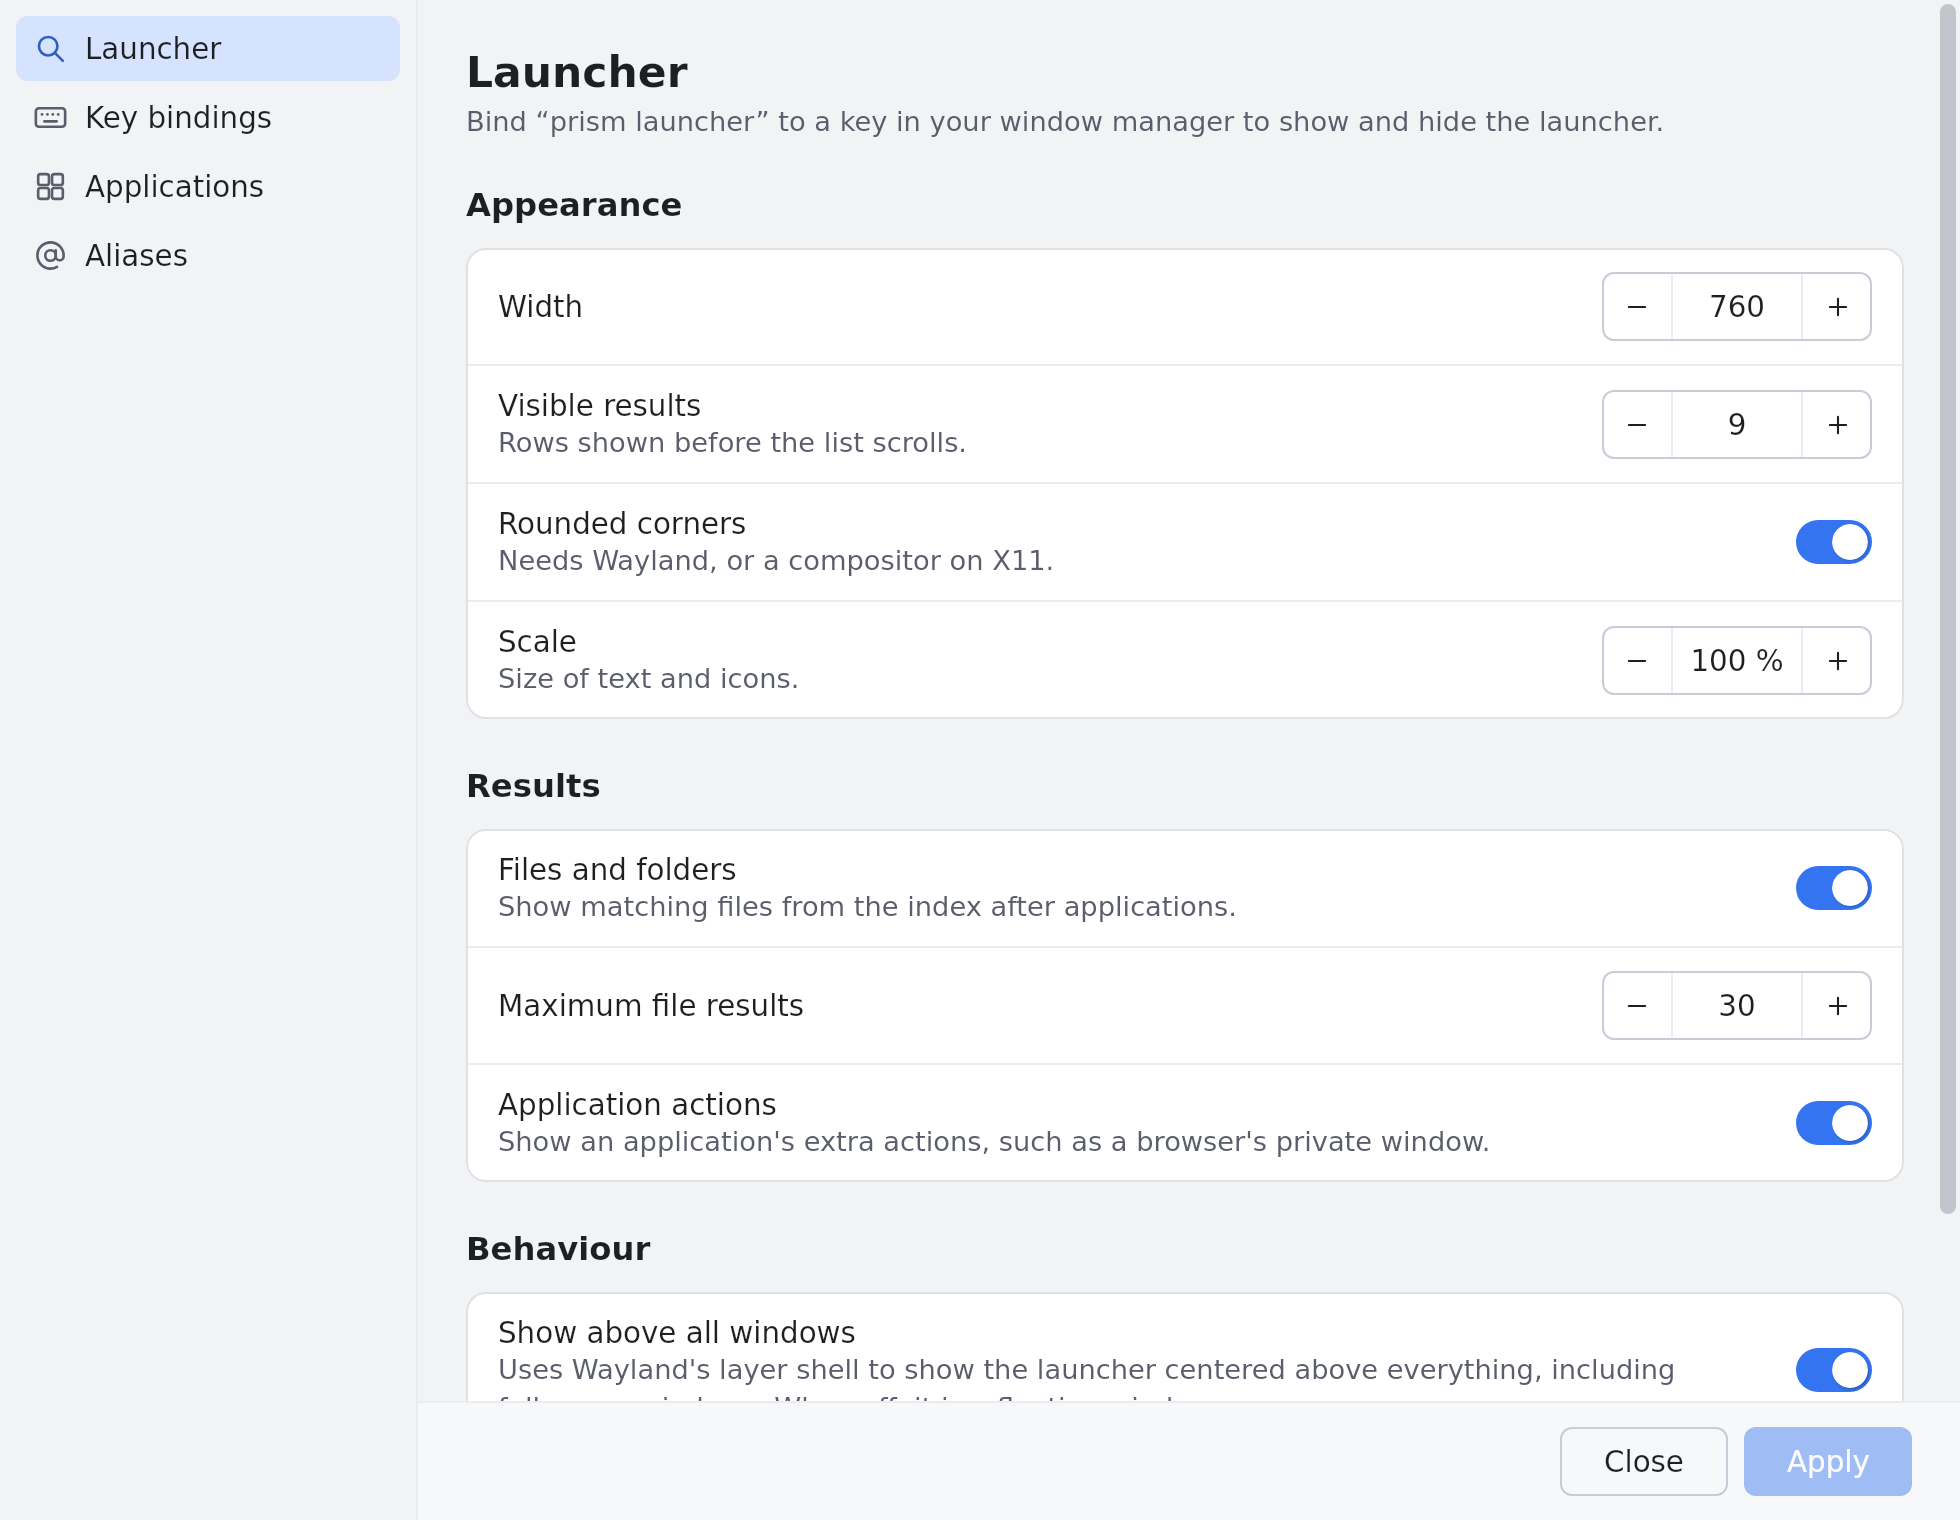 Launcher
Key bindings
Applications
Aliases
Launcher
Bind “prism launcher” to a key in your window manager to show and hide the launcher.
Appearance
Width
− 760 +
Visible results
Rows shown before the list scrolls.
− 9 +
Rounded corners
Needs Wayland, or a compositor on X11.
Scale
Size of text and icons.
− 100 % +
Results
Files and folders
Show matching files from the index after applications.
Maximum file results
− 30 +
Application actions
Show an application's extra actions, such as a browser's private window.
Behaviour
Show above all windows
Uses Wayland's layer shell to show the launcher centered above everything, including
Close
Apply